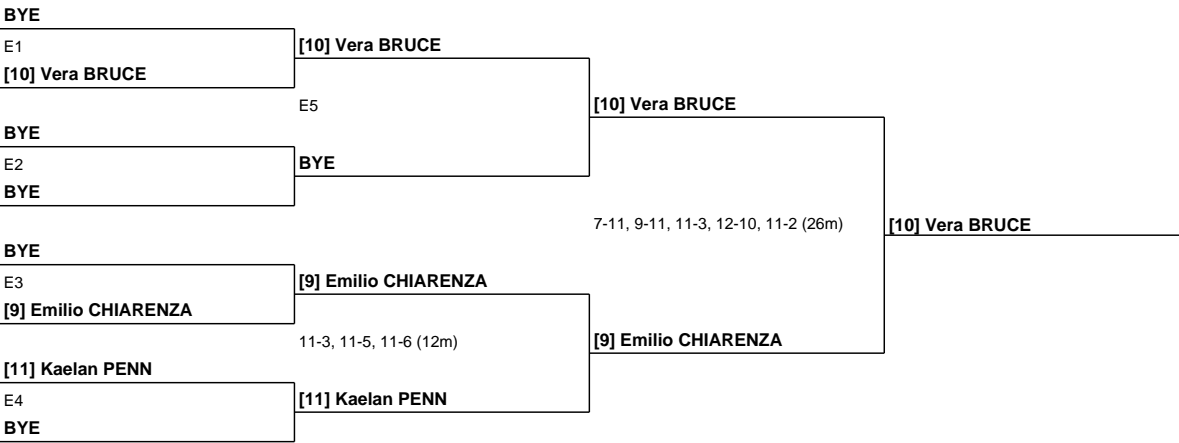 BYE
E1
[10] Vera BRUCE
[10] Vera BRUCE
E5
[10] Vera BRUCE
BYE
E2
BYE
BYE
7-11, 9-11, 11-3, 12-10, 11-2 (26m)
[10] Vera BRUCE
BYE
E3
[9] Emilio CHIARENZA
[9] Emilio CHIARENZA
11-3, 11-5, 11-6 (12m)
[9] Emilio CHIARENZA
[11] Kaelan PENN
E4
[11] Kaelan PENN
BYE